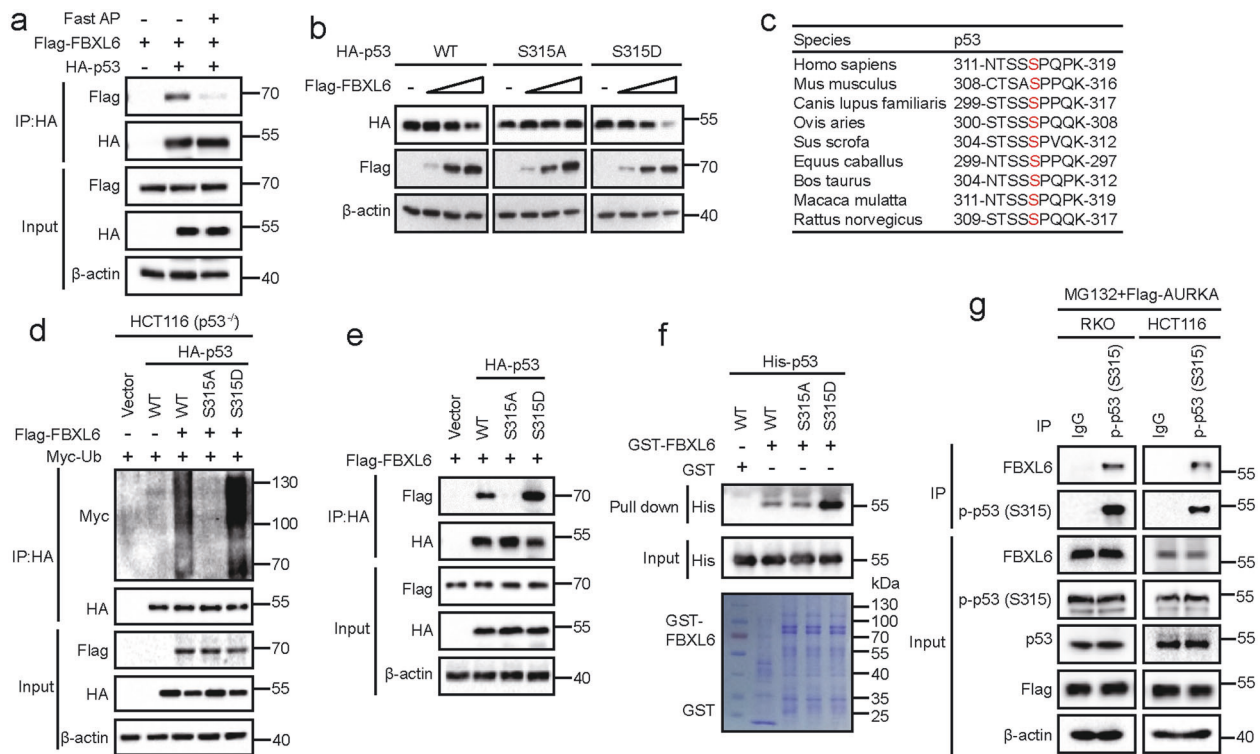 a
Fast AP - - +
Flag-FBXL6 + + +
HA-p53 - + +
IP:HA
Flag 70
HA 55
Input
Flag 70
HA 55
β-actin 40
b
HA-p53 WT S315A S315D
Flag-FBXL6 - - -
HA 55
Flag 70
β-actin 40
c
Species p53
Homo sapiens 311-NTSSSPQPK-319
Mus musculus 308-CTSASPPQK-316
Canis lupus familiaris 299-STSSSPPQK-317
Ovis aries 300-STSSSPQQK-308
Sus scrofa 304-STSSSPVQK-312
Equus caballus 299-NTSSSPPQK-297
Bos taurus 304-NTSSSPQPK-312
Macaca mulatta 311-NTSSSPQPK-319
Rattus norvegicus 309-STSSSPQQK-317
d
HCT116 (p53-/-)
HA-p53
Vector WT WT S315A S315D
Flag-FBXL6 - - + + +
Myc-Ub + + + + +
IP:HA
Myc 130
100
70
HA 55
Input
Flag 70
HA 55
β-actin 40
e
HA-p53
Vector WT S315A S315D
Flag-FBXL6 + + + +
IP:HA
Flag 70
HA 55
Input
Flag 70
HA 55
β-actin 40
f
His-p53
WT WT S315A S315D
GST-FBXL6 - + + +
GST + - - -
Pull down His 55
Input His 55
kDa
130
100
GST-FBXL6 70
55
35
GST 25
g
MG132+Flag-AURKA
RKO HCT116
IP IgG p-p53 (S315) IgG p-p53 (S315)
IP
FBXL6 55
p-p53 (S315) 55
Input
FBXL6 55
p-p53 (S315) 55
p53 55
Flag 55
β-actin 40